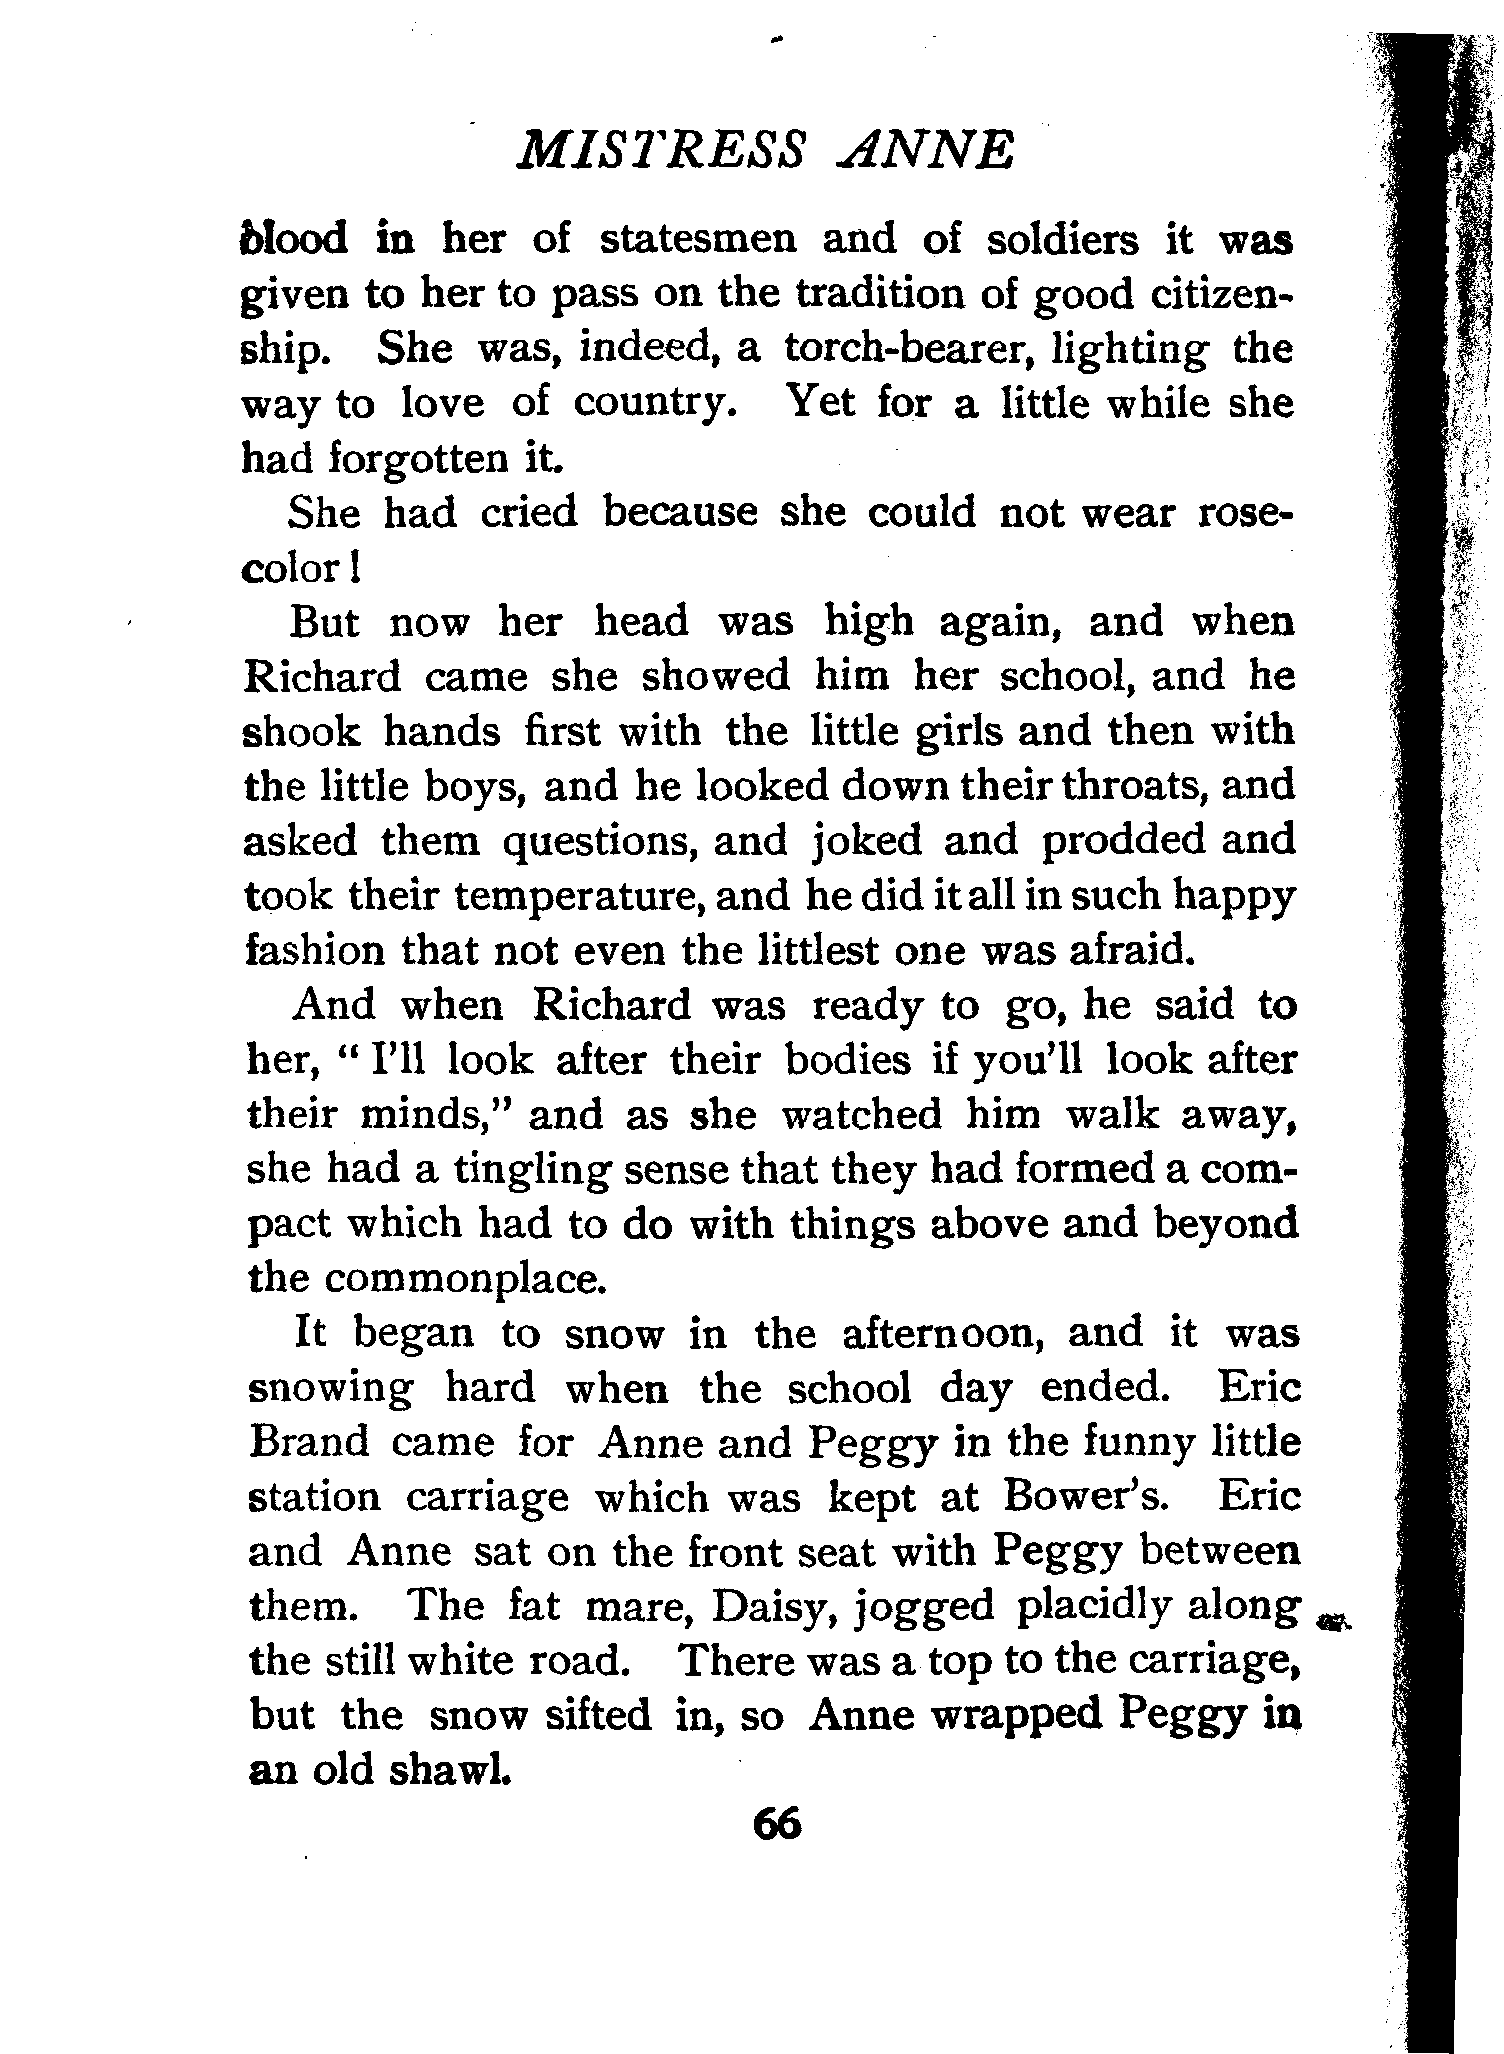 MISTRESS ANNE
blood in her of statesmen and of soldiers it was
given to her to pass on the tradition of good citizen-
ship. She was, indeed, a torch-bearer, lighting the
way to love of country. Yet for a little while she
had forgotten it.
She had cried because she could not wear rose-
color!
But now her head was high again, and when
Richard came she showed him her school, and he
shook hands first with the little girls and then with
the little boys, and he looked down their throats, and
asked them questions, and joked and prodded and
took their temperature, and he did it all in such happy
fashion that not even the littlest one was afraid.
And when Richard was ready to go, he said to
her, “ I’ll look after their bodies if you’ll look after
their minds,” and as she watched him walk away,
she had a tingling sense that they had formed a com-
pact which had to do with things above and beyond
the commonplace.
It began to snow in the afternoon, and it was
snowing hard when the school day ended. Eric
Brand came for Anne and Peggy in the funny little
station carriage which was kept at Bower’s. Eric
and Anne sat on the front seat with Peggy between
them. The fat mare, Daisy, jogged placidly along
the still white road. There was a top to the carriage,
but the snow sifted in, so Anne wrapped Peggy in
an old shawl.
66